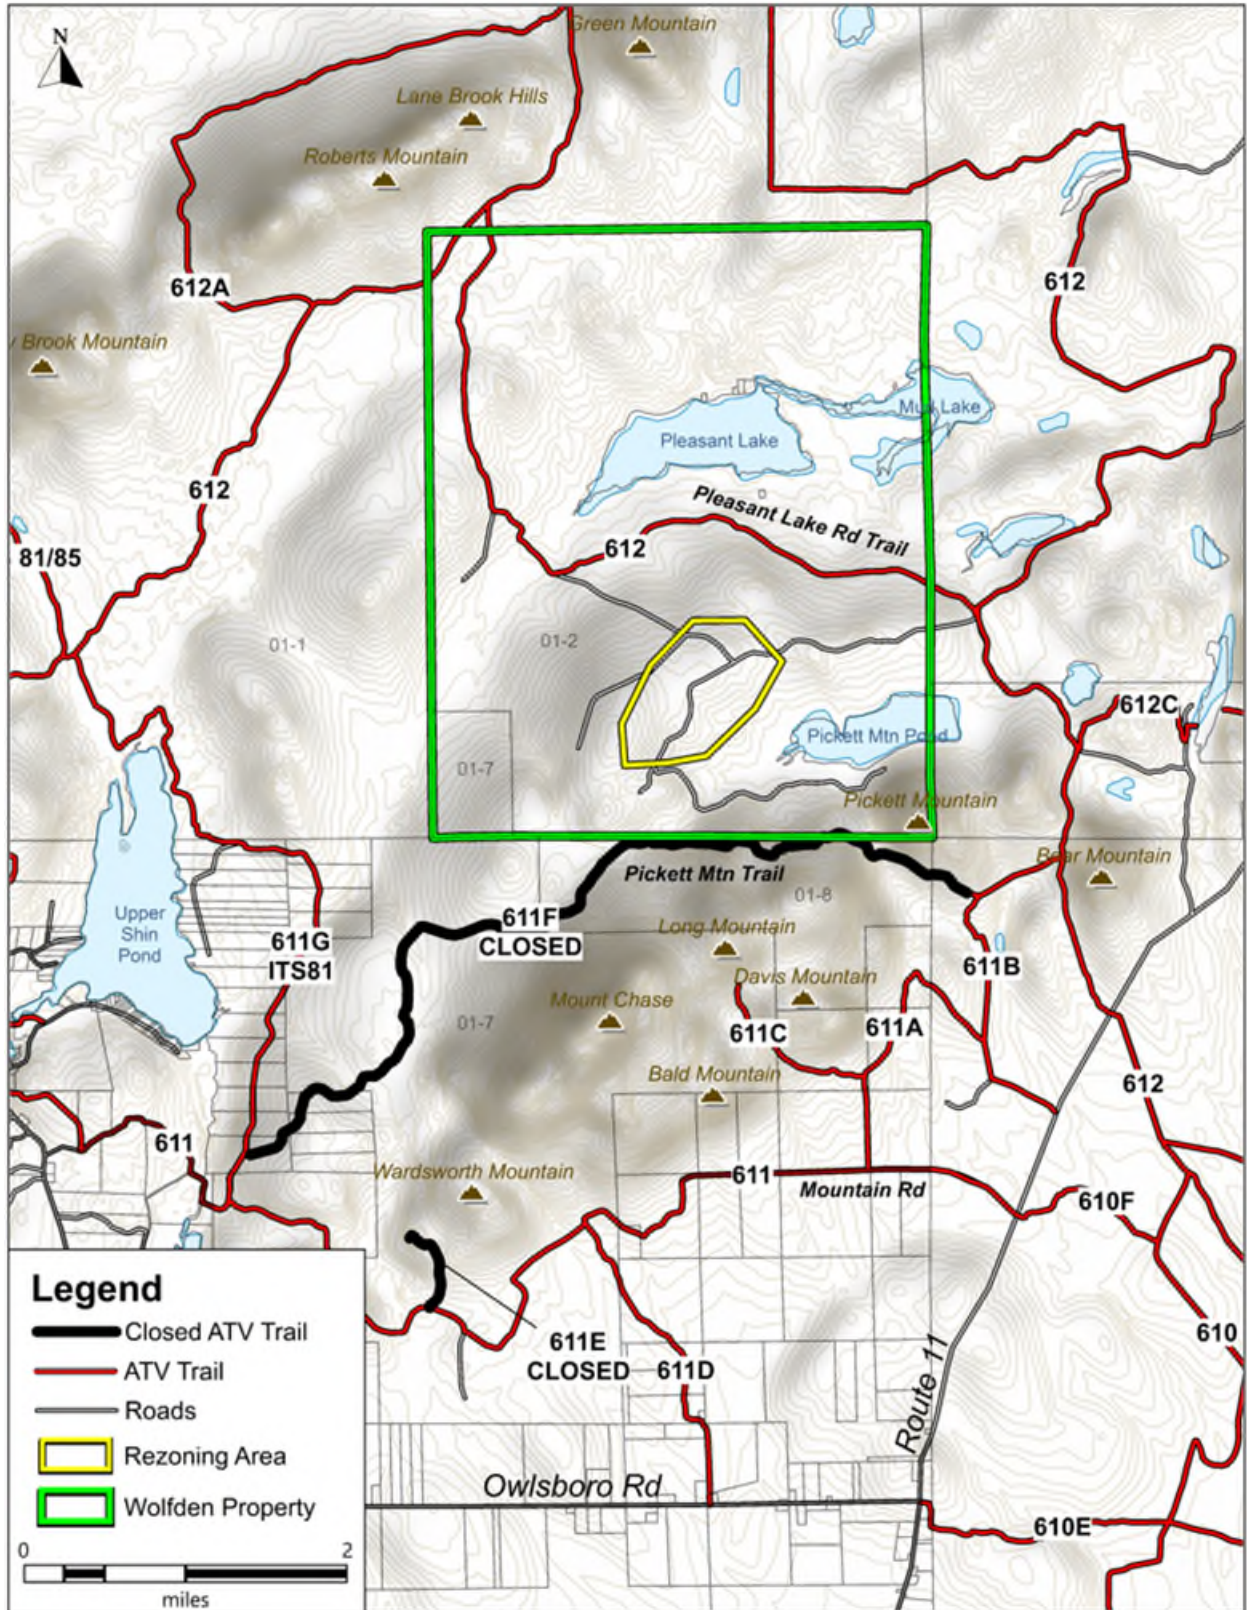 Green Mountain
N
Lane Brook Hills
Roberts Mountain
612A
612
y Brook Mountain
Mud Lake
Pleasant Lake
612
Pleasant Lake Rd Trail
81/85
612
01-1
01-2
612C
Pickett Mtn Pond
01-7
Pickett Mountain
Bear Mountain
Pickett Mtn Trail
01-8
Upper
Shin
Pond
611F
CLOSED
Long Mountain
611G
ITS81
611B
Davis Mountain
Mount Chase
01-7
611C
611A
Bald Mountain
612
611
Wardsworth Mountain
611
Mountain Rd
610F
Legend
Closed ATV Trail
ATV Trail
Roads
Rezoning Area
Wolfden Property
0
2
miles
611E
CLOSED
611D
610
Route 11
Owlsboro Rd
610E